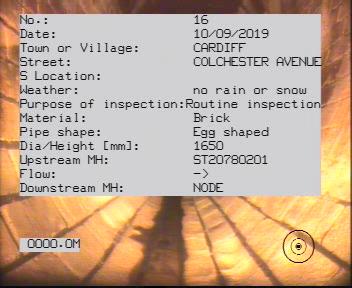 No.: 16
Date: 10/09/2019
Town or Village: CARDIFF
Street: COLCHESTER AVENUE
S Location:
Weather: no rain or snow
Purpose of inspection:Routine inspection
Material: Brick
Pipe shape: Egg shaped
Dia/Height [mm]: 1650
Upstream MH: ST20780201
Flow: ->
Downstream MH: NODE
0000.0M